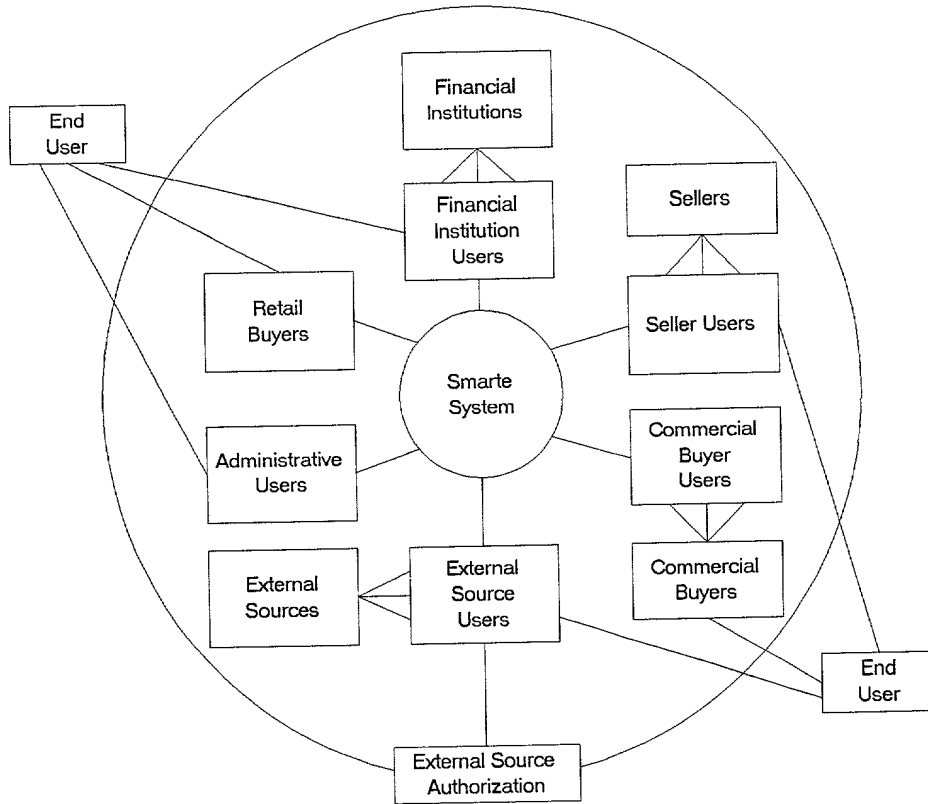 Financial
Institutions
End
User
Financial
Institution
Users
Sellers
Retail
Buyers
Seller Users
Smarte
System
Commercial
Buyer
Users
Administrative
Users
External
Sources
External
Source
Users
Commercial
Buyers
End
User
External Source
Authorization